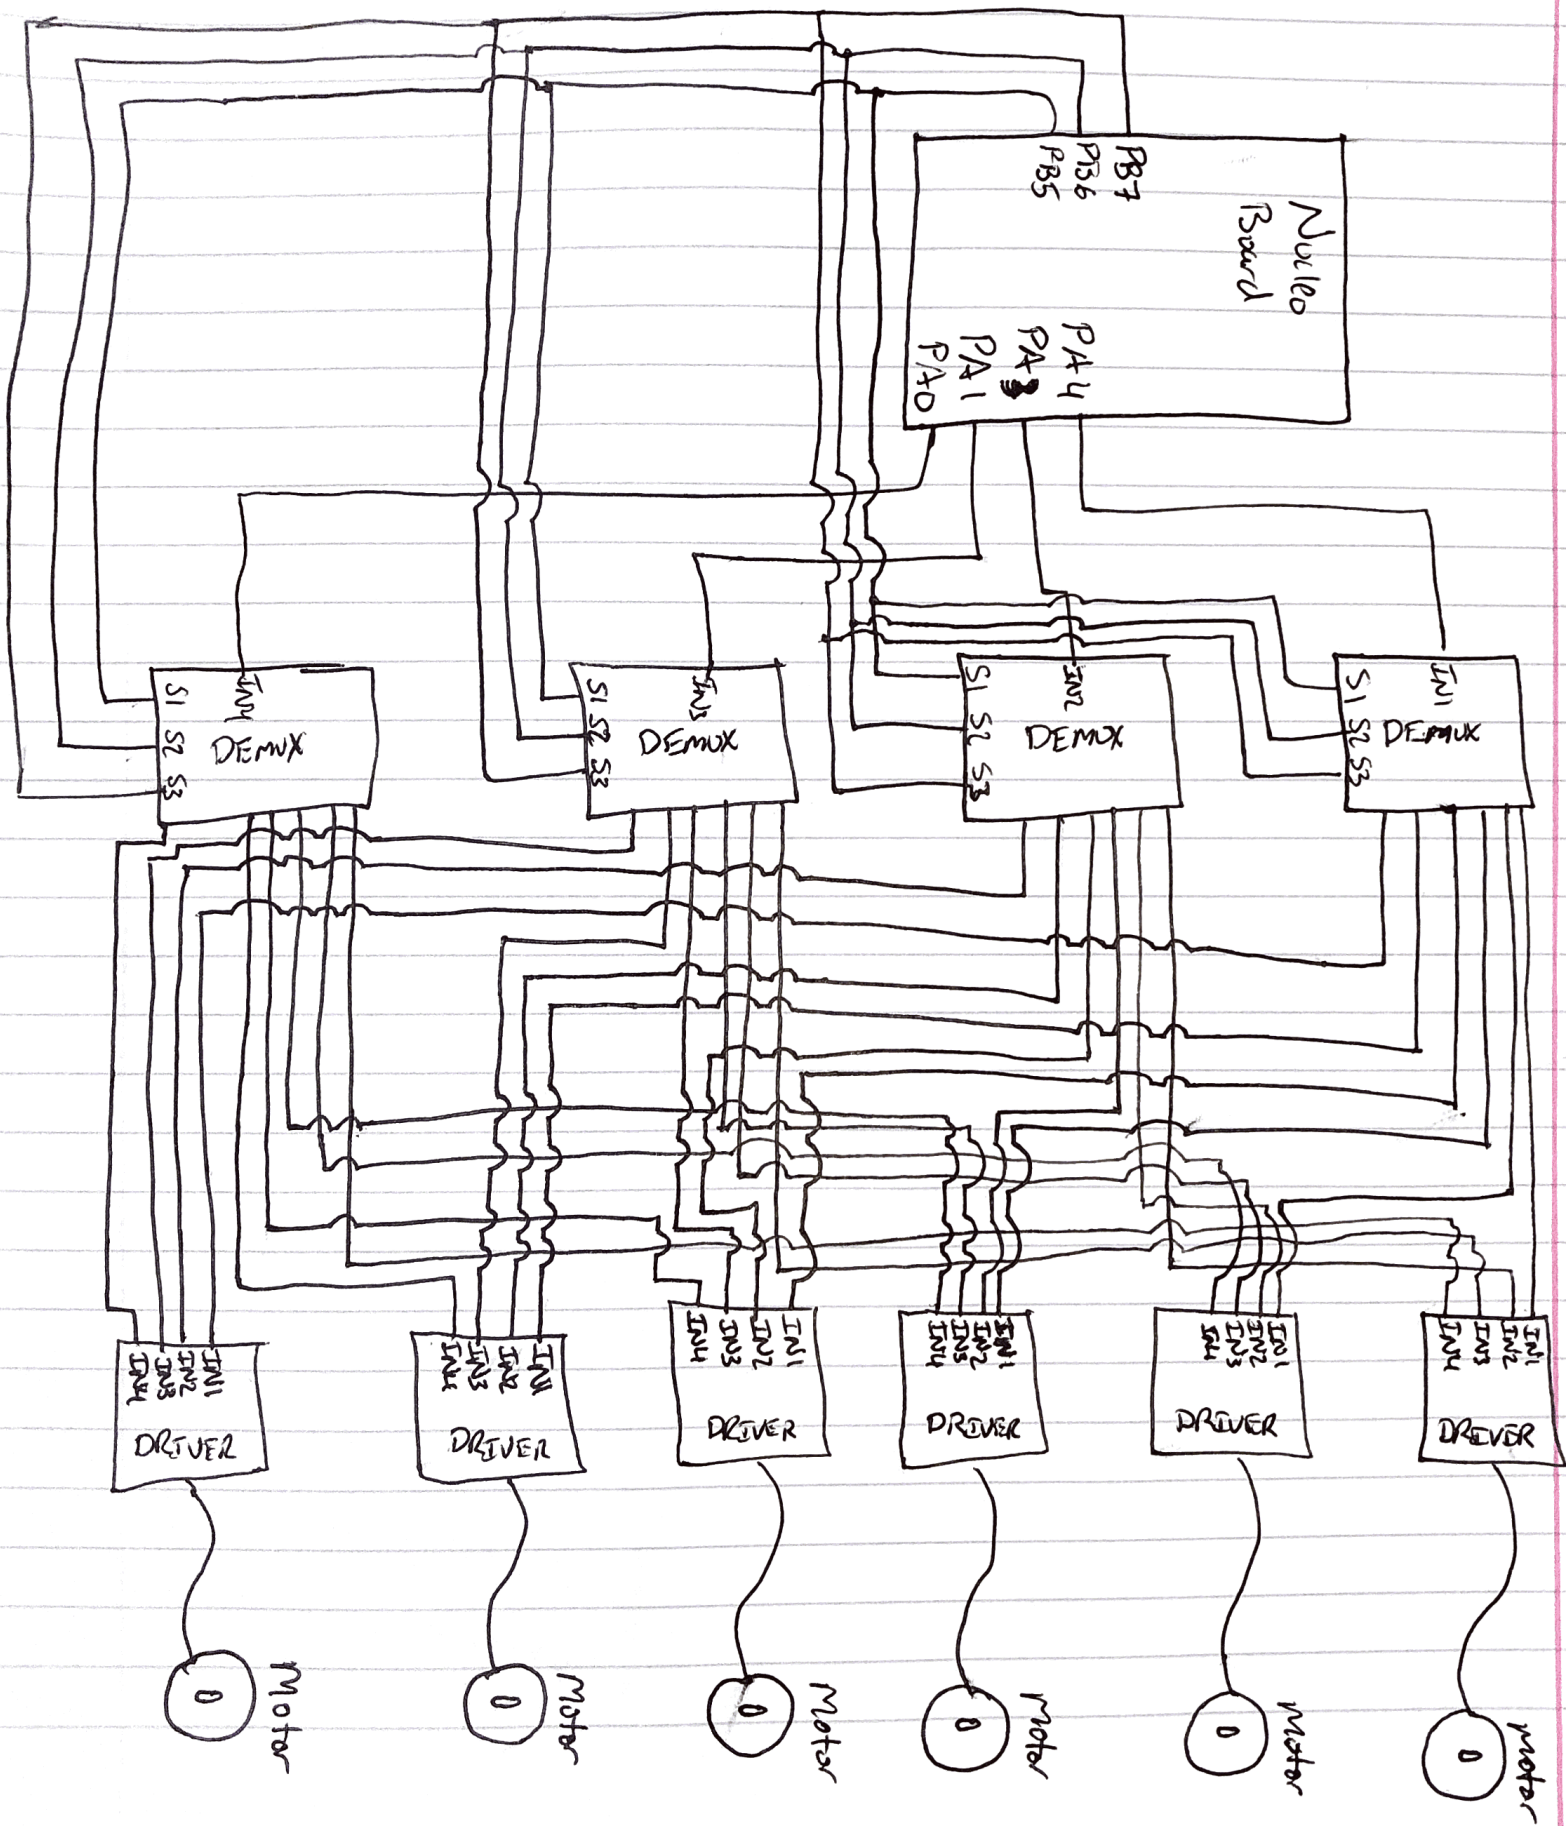 PB7
PB6
PB5
Nucleo
Board
PA4
PA3
PA1
PA0
IN4
S1
S2
S3
DEMUX
IN3
S1
S2
S3
DEMUX
IN2
S1
S2
S3
DEMUX
IN1
S1
S2
S3
DEMUX
IN4
IN3
IN2
IN1
DRIVER
IN4
IN3
IN2
IN1
DRIVER
IN4
IN3
IN2
IN1
DRIVER
IN4
IN3
IN2
IN1
DRIVER
IN4
IN3
IN2
IN1
DRIVER
IN4
IN3
IN2
IN1
DRIVER
Motor
Motor
Motor
Motor
Motor
Motor